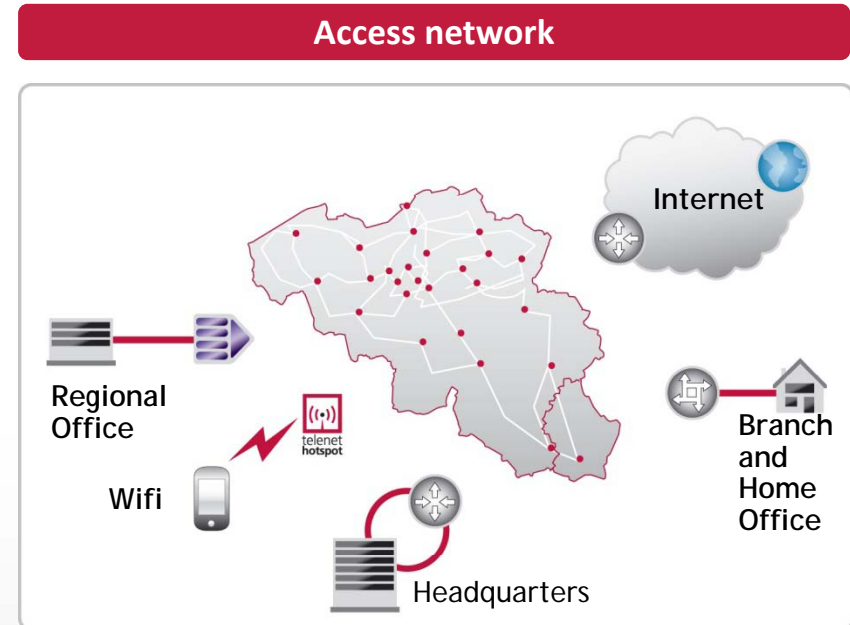 Access network
Internet
Regional
Office
telenet
hotspot
Wifi
Branch
and
Home
Office
Headquarters